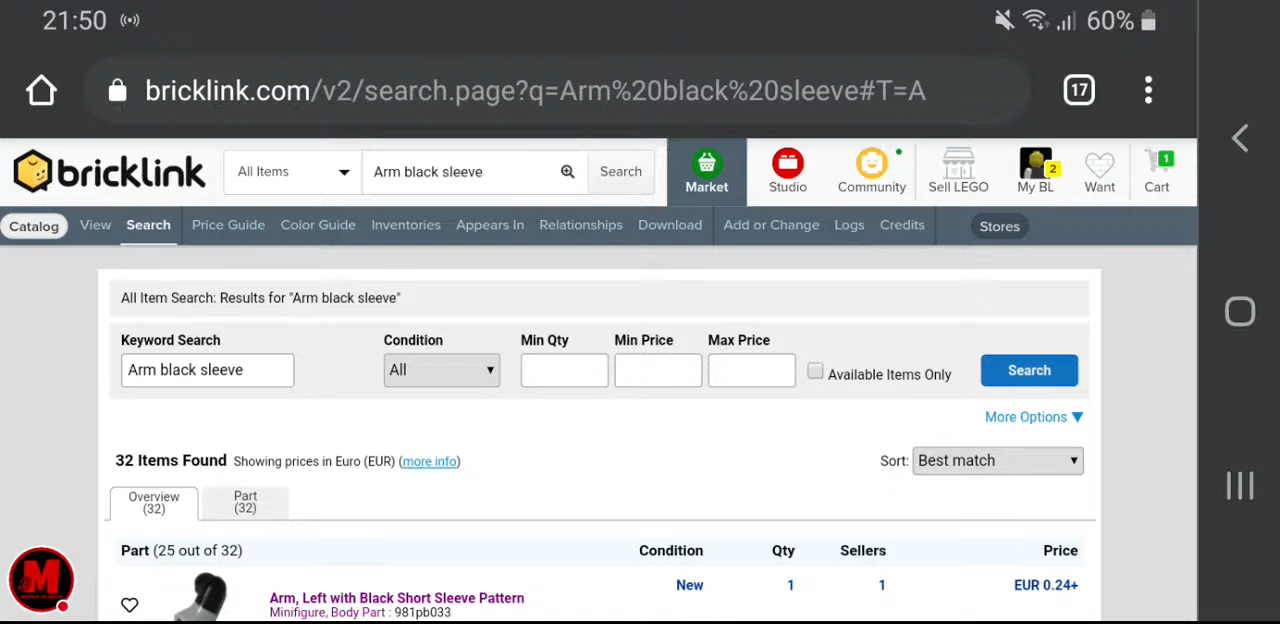 21:50
60%
bricklink.com/v2/search.page?q=Arm%20black%20sleeve#T=A
17
bricklink
All Items
Arm black sleeve
Search
Market
Studio
Community
Sell LEGO
2
My BL
Want
1
Cart
Catalog
View
Search
Price Guide
Color Guide
Inventories
Appears In
Relationships
Download
Add or Change
Logs
Credits
Stores
All Item Search: Results for "Arm black sleeve"
Keyword Search
Condition
Min Qty
Min Price
Max Price
Arm black sleeve
All
Available Items Only
Search
More Options
32 Items Found Showing prices in Euro (EUR) (more info)
Sort: Best match
Overview
(32)
Part
(32)
Part (25 out of 32)
Condition
Qty
Sellers
Price
Arm, Left with Black Short Sleeve Pattern
Minifigure, Body Part : 981pb033
New
1
1
EUR 0.24+
M